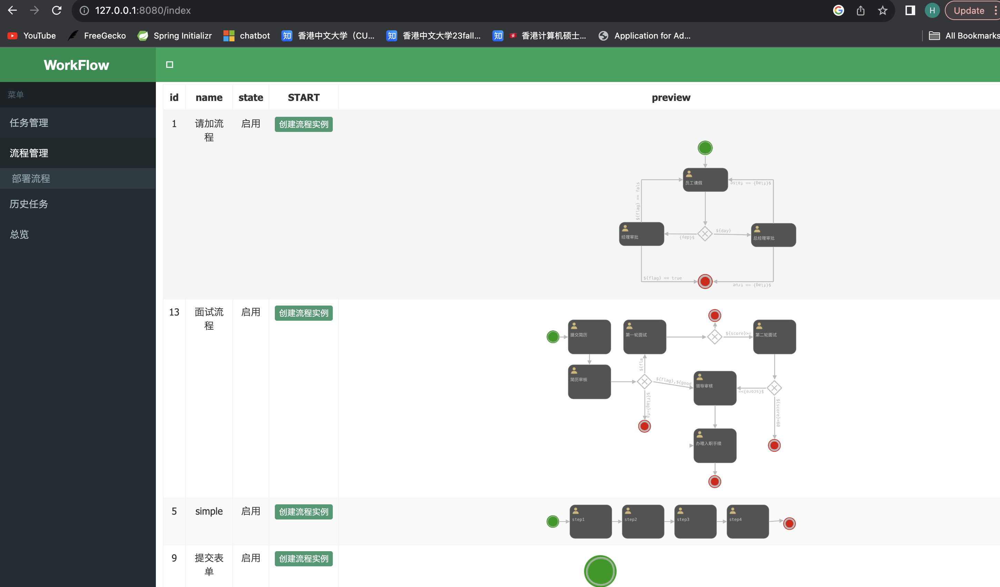 127.0.0.1:8080/index
H
Update
YouTube
FreeGecko
Spring Initializr
chatbot
知 香港中文大学（CU...
知 香港中文大学23fall...
知 香港计算机硕士...
Application for Ad...
All Bookmarks
WorkFlow
菜单
任务管理
流程管理
部署流程
历史任务
总览
id name state START preview
1 请加流 启用 创建流程实例
程
员工请假
${flag} == false
${flag} == fals
${day}
经理审批
${day}
总经理审批
${flag} == true
${flag} == true
13 面试流 启用 创建流程实例
程
提交简历
第一轮面试
${score}>=
第二轮面试
${fla
简历审核
${flag},${good
领导审核
${score}>=
${flag}=fa
${score}<60
办理入职手续
5 simple 启用 创建流程实例
step1
step2
step3
step4
9 提交表 启用 创建流程实例
单